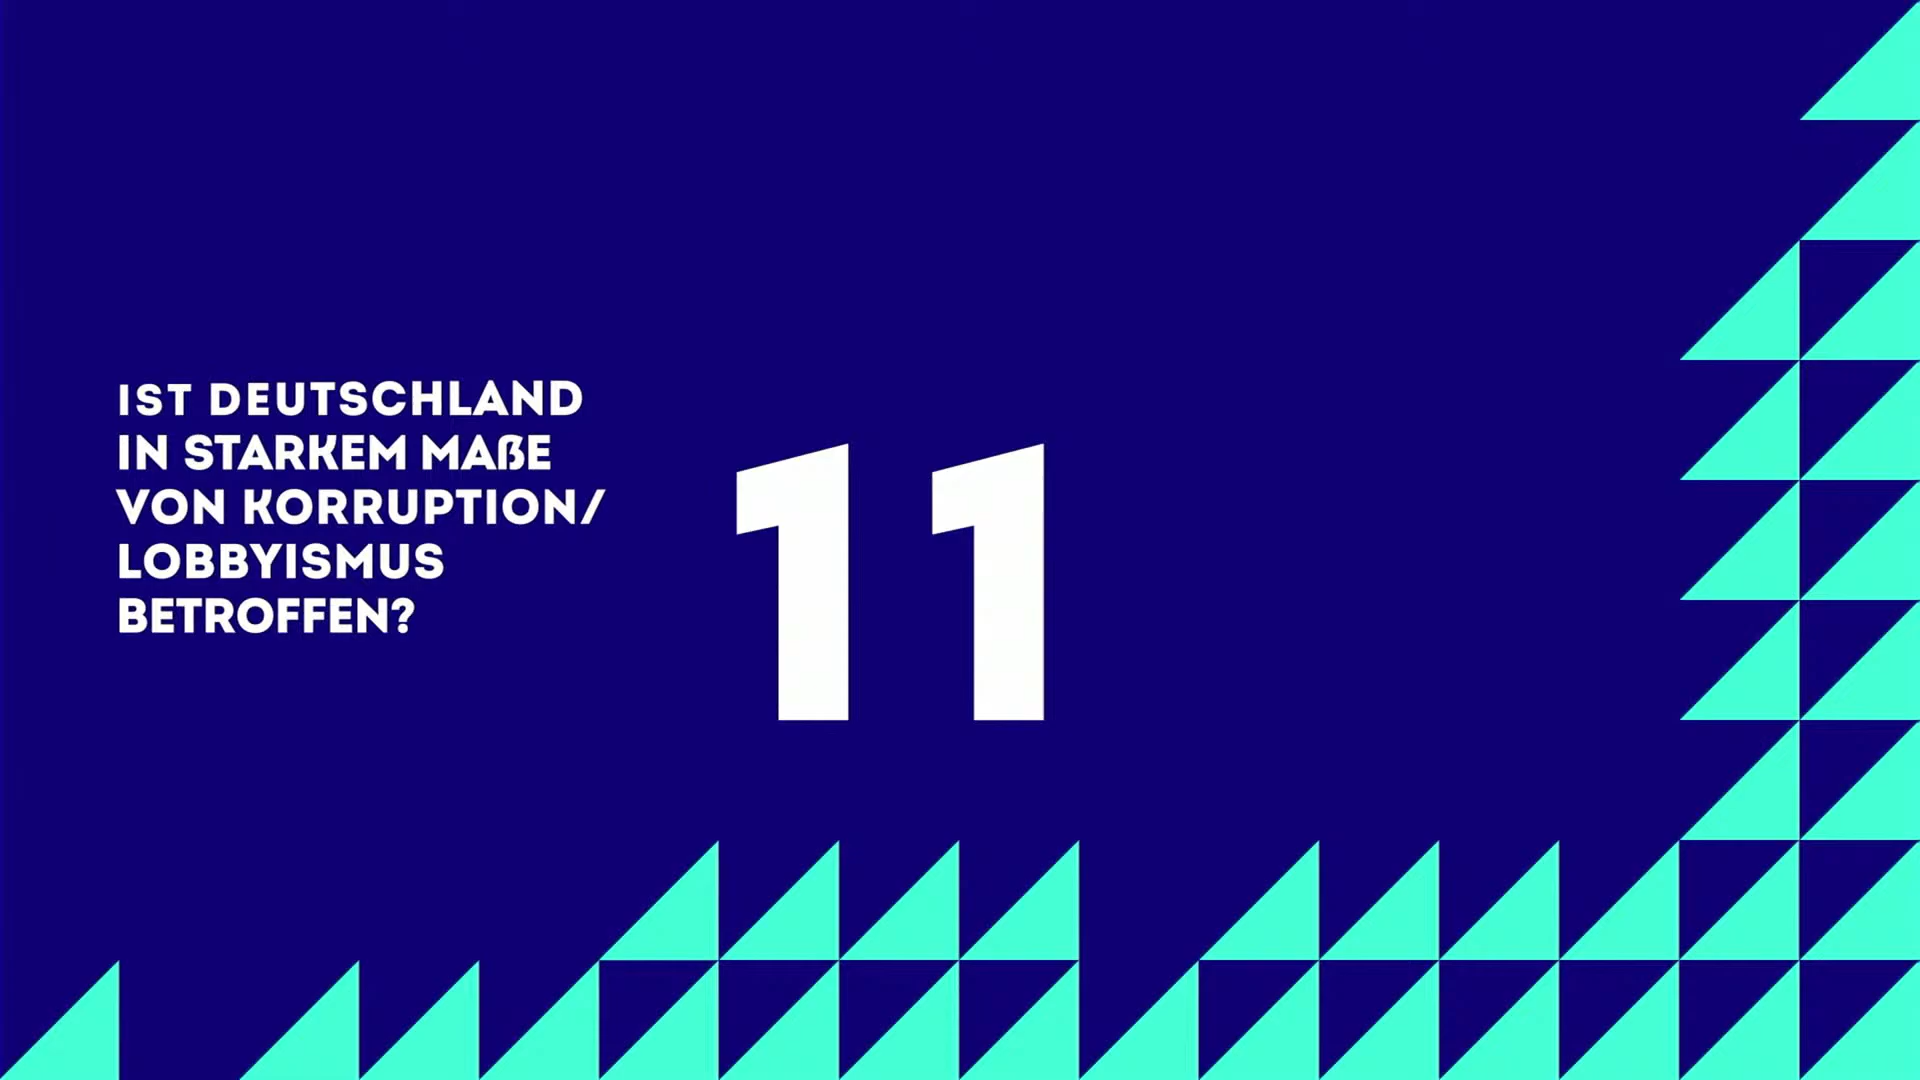 IST DEUTSCHLAND
IN STARKEM MAßE
VON KORRUPTION/
LOBBYISMUS
BETROFFEN?
11